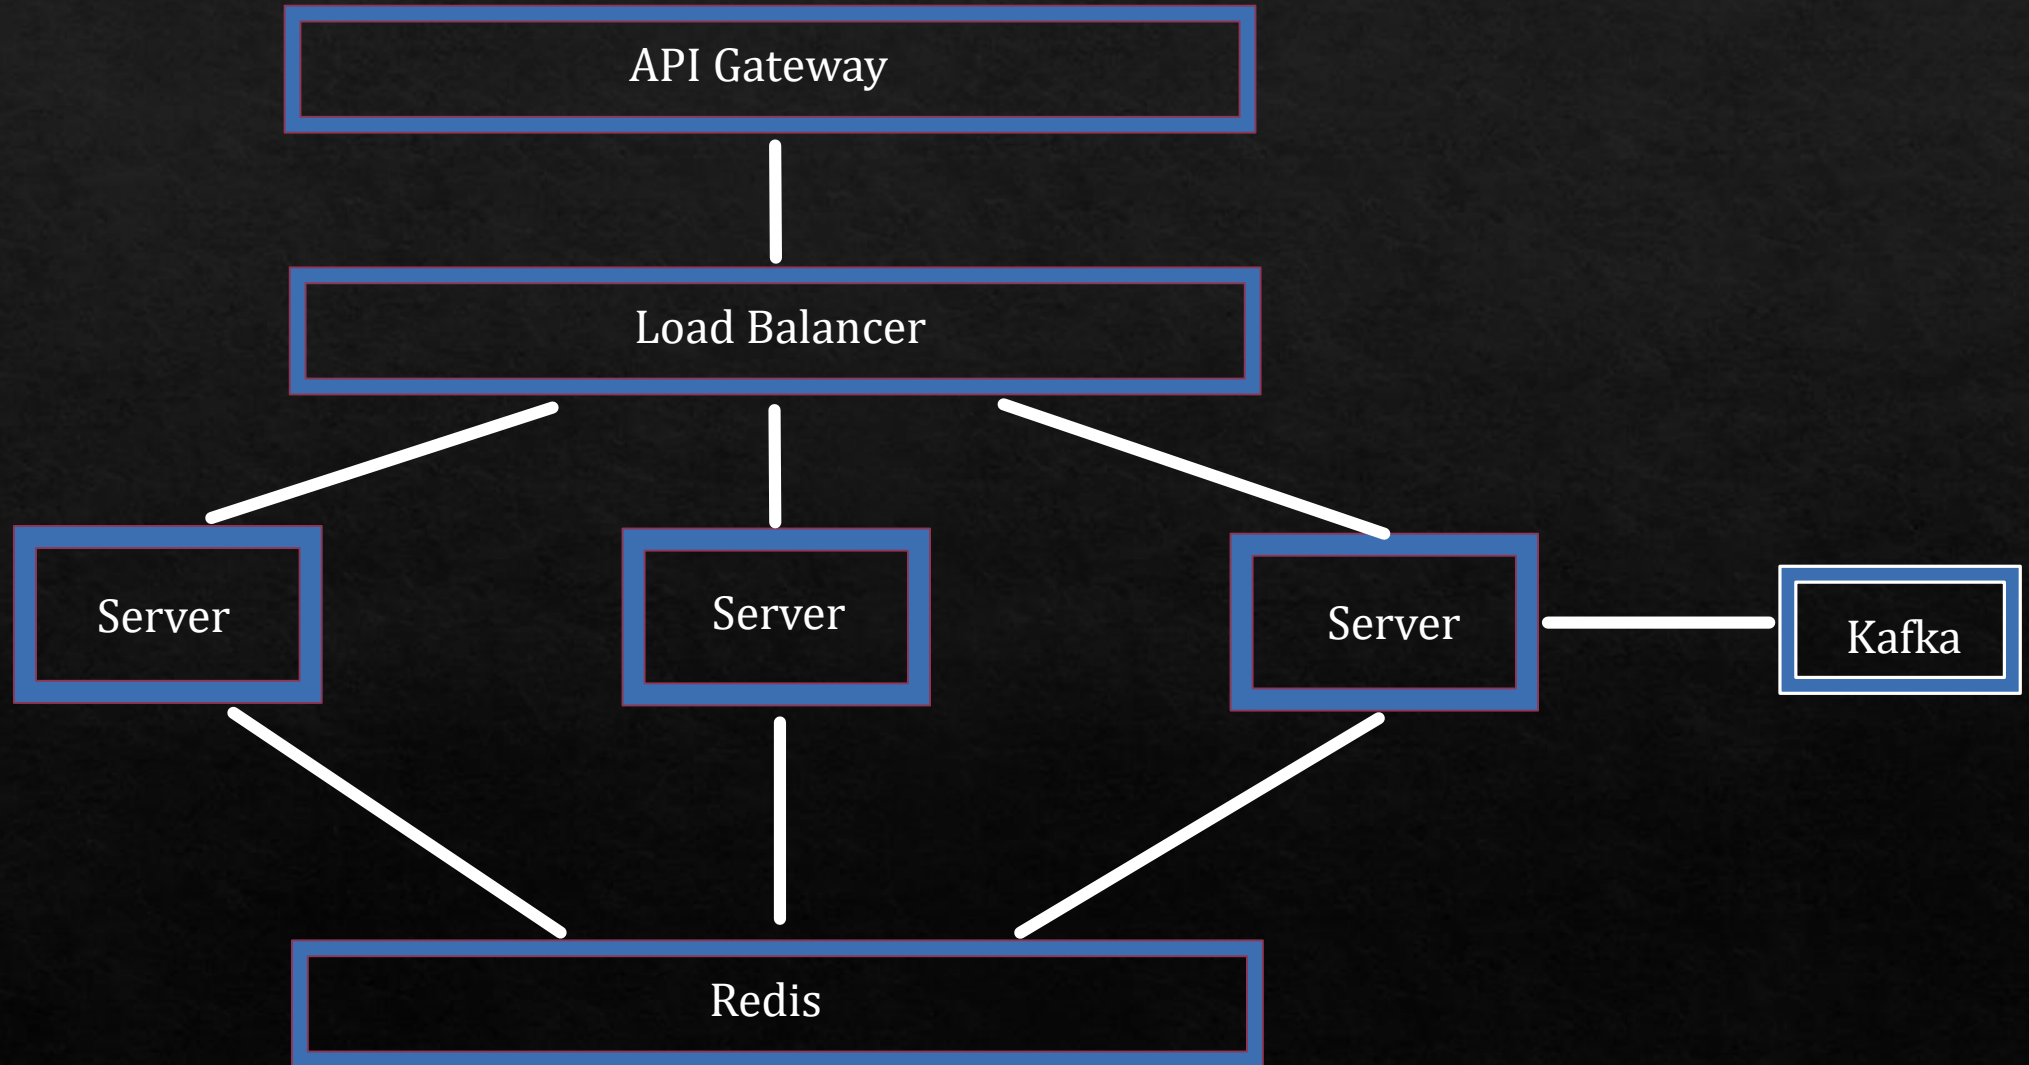 API Gateway
Load Balancer
Server
Server
Server
Kafka
Redis